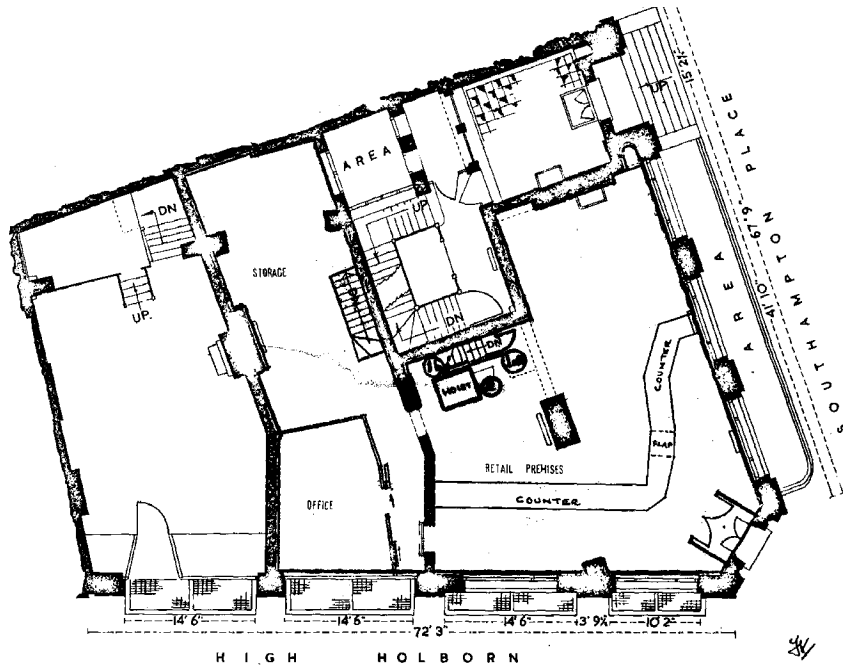 15' 2½"
UP
DN
AREA
UP
UP.
STORAGE
DN
DN
HOIST
AREA
41' 10"
67' 9"
SOUTHAMPTON PLACE
COUNTER
FLAP
RETAIL PREMISES
COUNTER
OFFICE
14' 6"
14' 6"
14' 6"
3' 9¾
10' 2"
72' 3"
HIGH HOLBORN